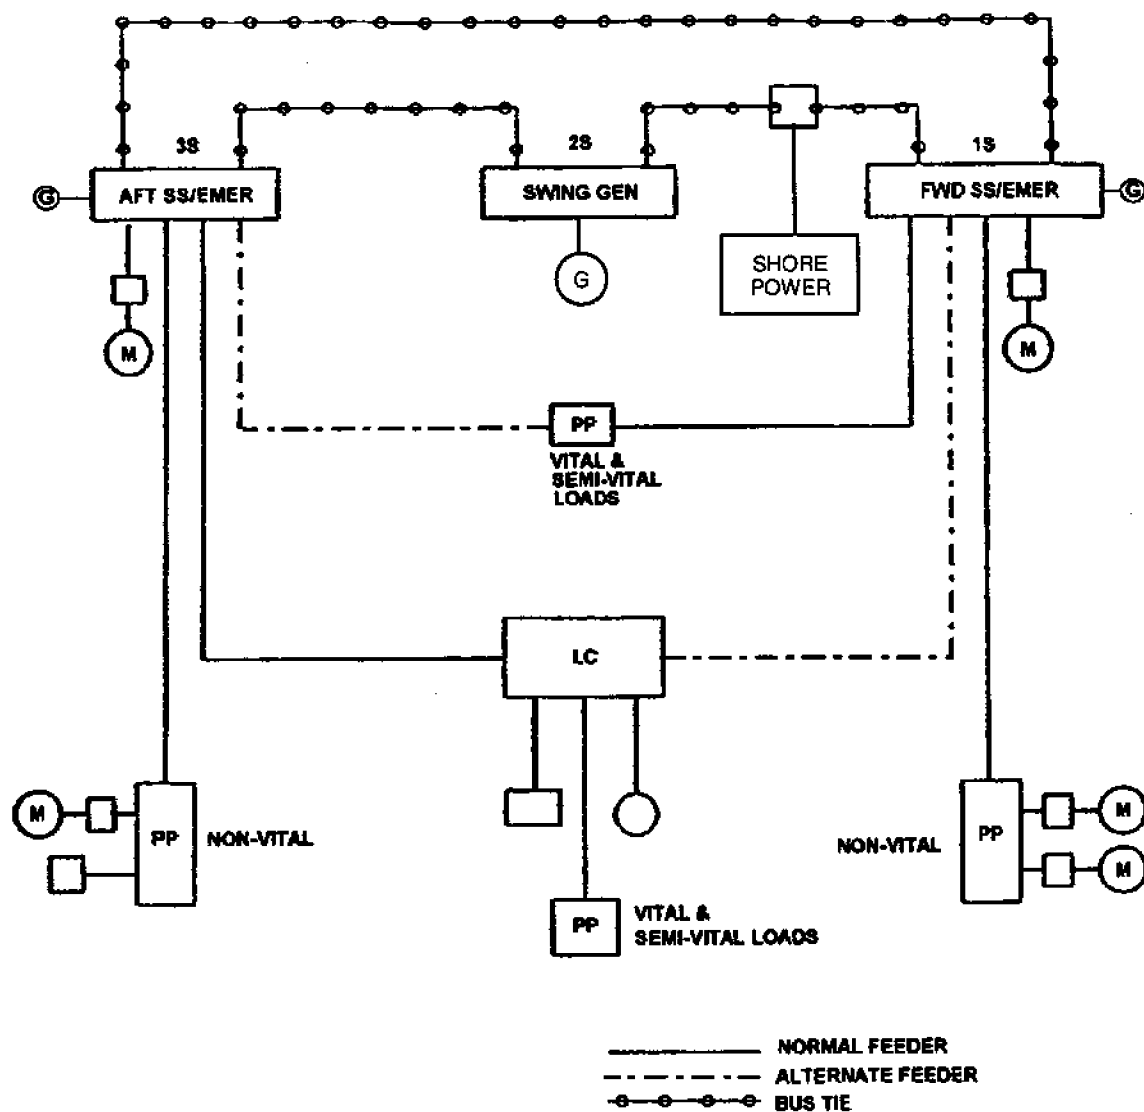 3S
2S
1S
G
AFT SS/EMER
SWING GEN
FWD SS/EMER
G
G
SHORE
POWER
M
M
PP
VITAL &
SEMI-VITAL
LOADS
LC
M
PP
NON-VITAL
NON-VITAL
PP
M
M
PP
VITAL &
SEMI-VITAL LOADS
NORMAL FEEDER
ALTERNATE FEEDER
BUS TIE